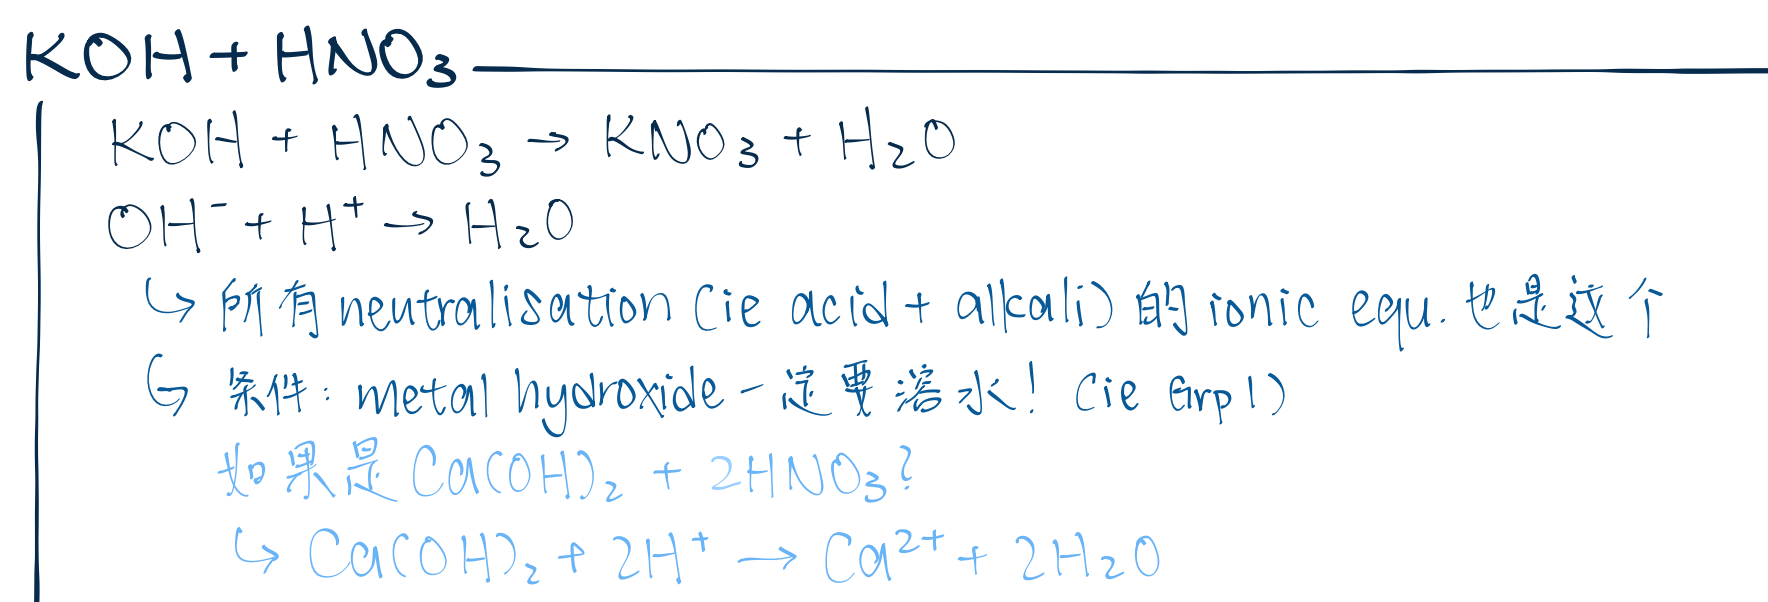 KOH + HNO₃
KOH + HNO₃ → KNO₃ + H₂O
OH⁻ + H⁺ → H₂O
↳ 所有 neutralisation (ie acid + alkali) 的 ionic equ. 也是这个
↳ 条件: metal hydroxide 一定要溶水! (ie Grp 1)
如果是 Ca(OH)₂ + 2HNO₃?
↳ Ca(OH)₂ + 2H⁺ → Ca²⁺ + 2H₂O